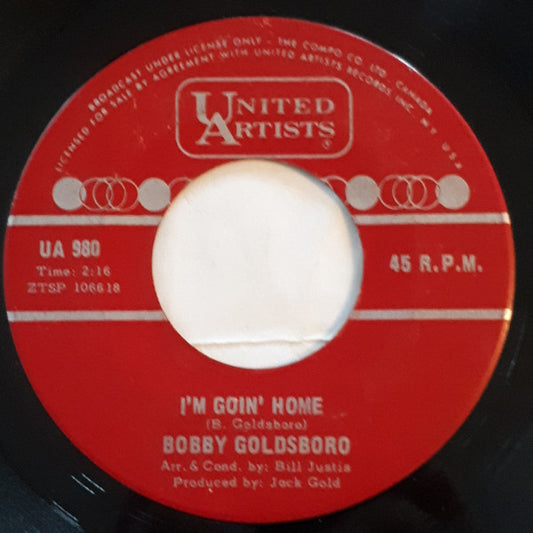 BROADCAST UNDER LICENSE ONLY - THE COMPO CO. LTD., CANADA
LICENSED FOR SALE BY AGREEMENT WITH UNITED ARTISTS RECORDS INC., N.Y. U.S.A.
UNITED
ARTISTS
®
UA 980
Time: 2:16
ZTSP 106618
45 R.P.M.
I'M GOIN' HOME
(B. Goldsboro)
BOBBY GOLDSBORO
Arr. & Cond. by: Bill Justis
Produced by: Jack Gold